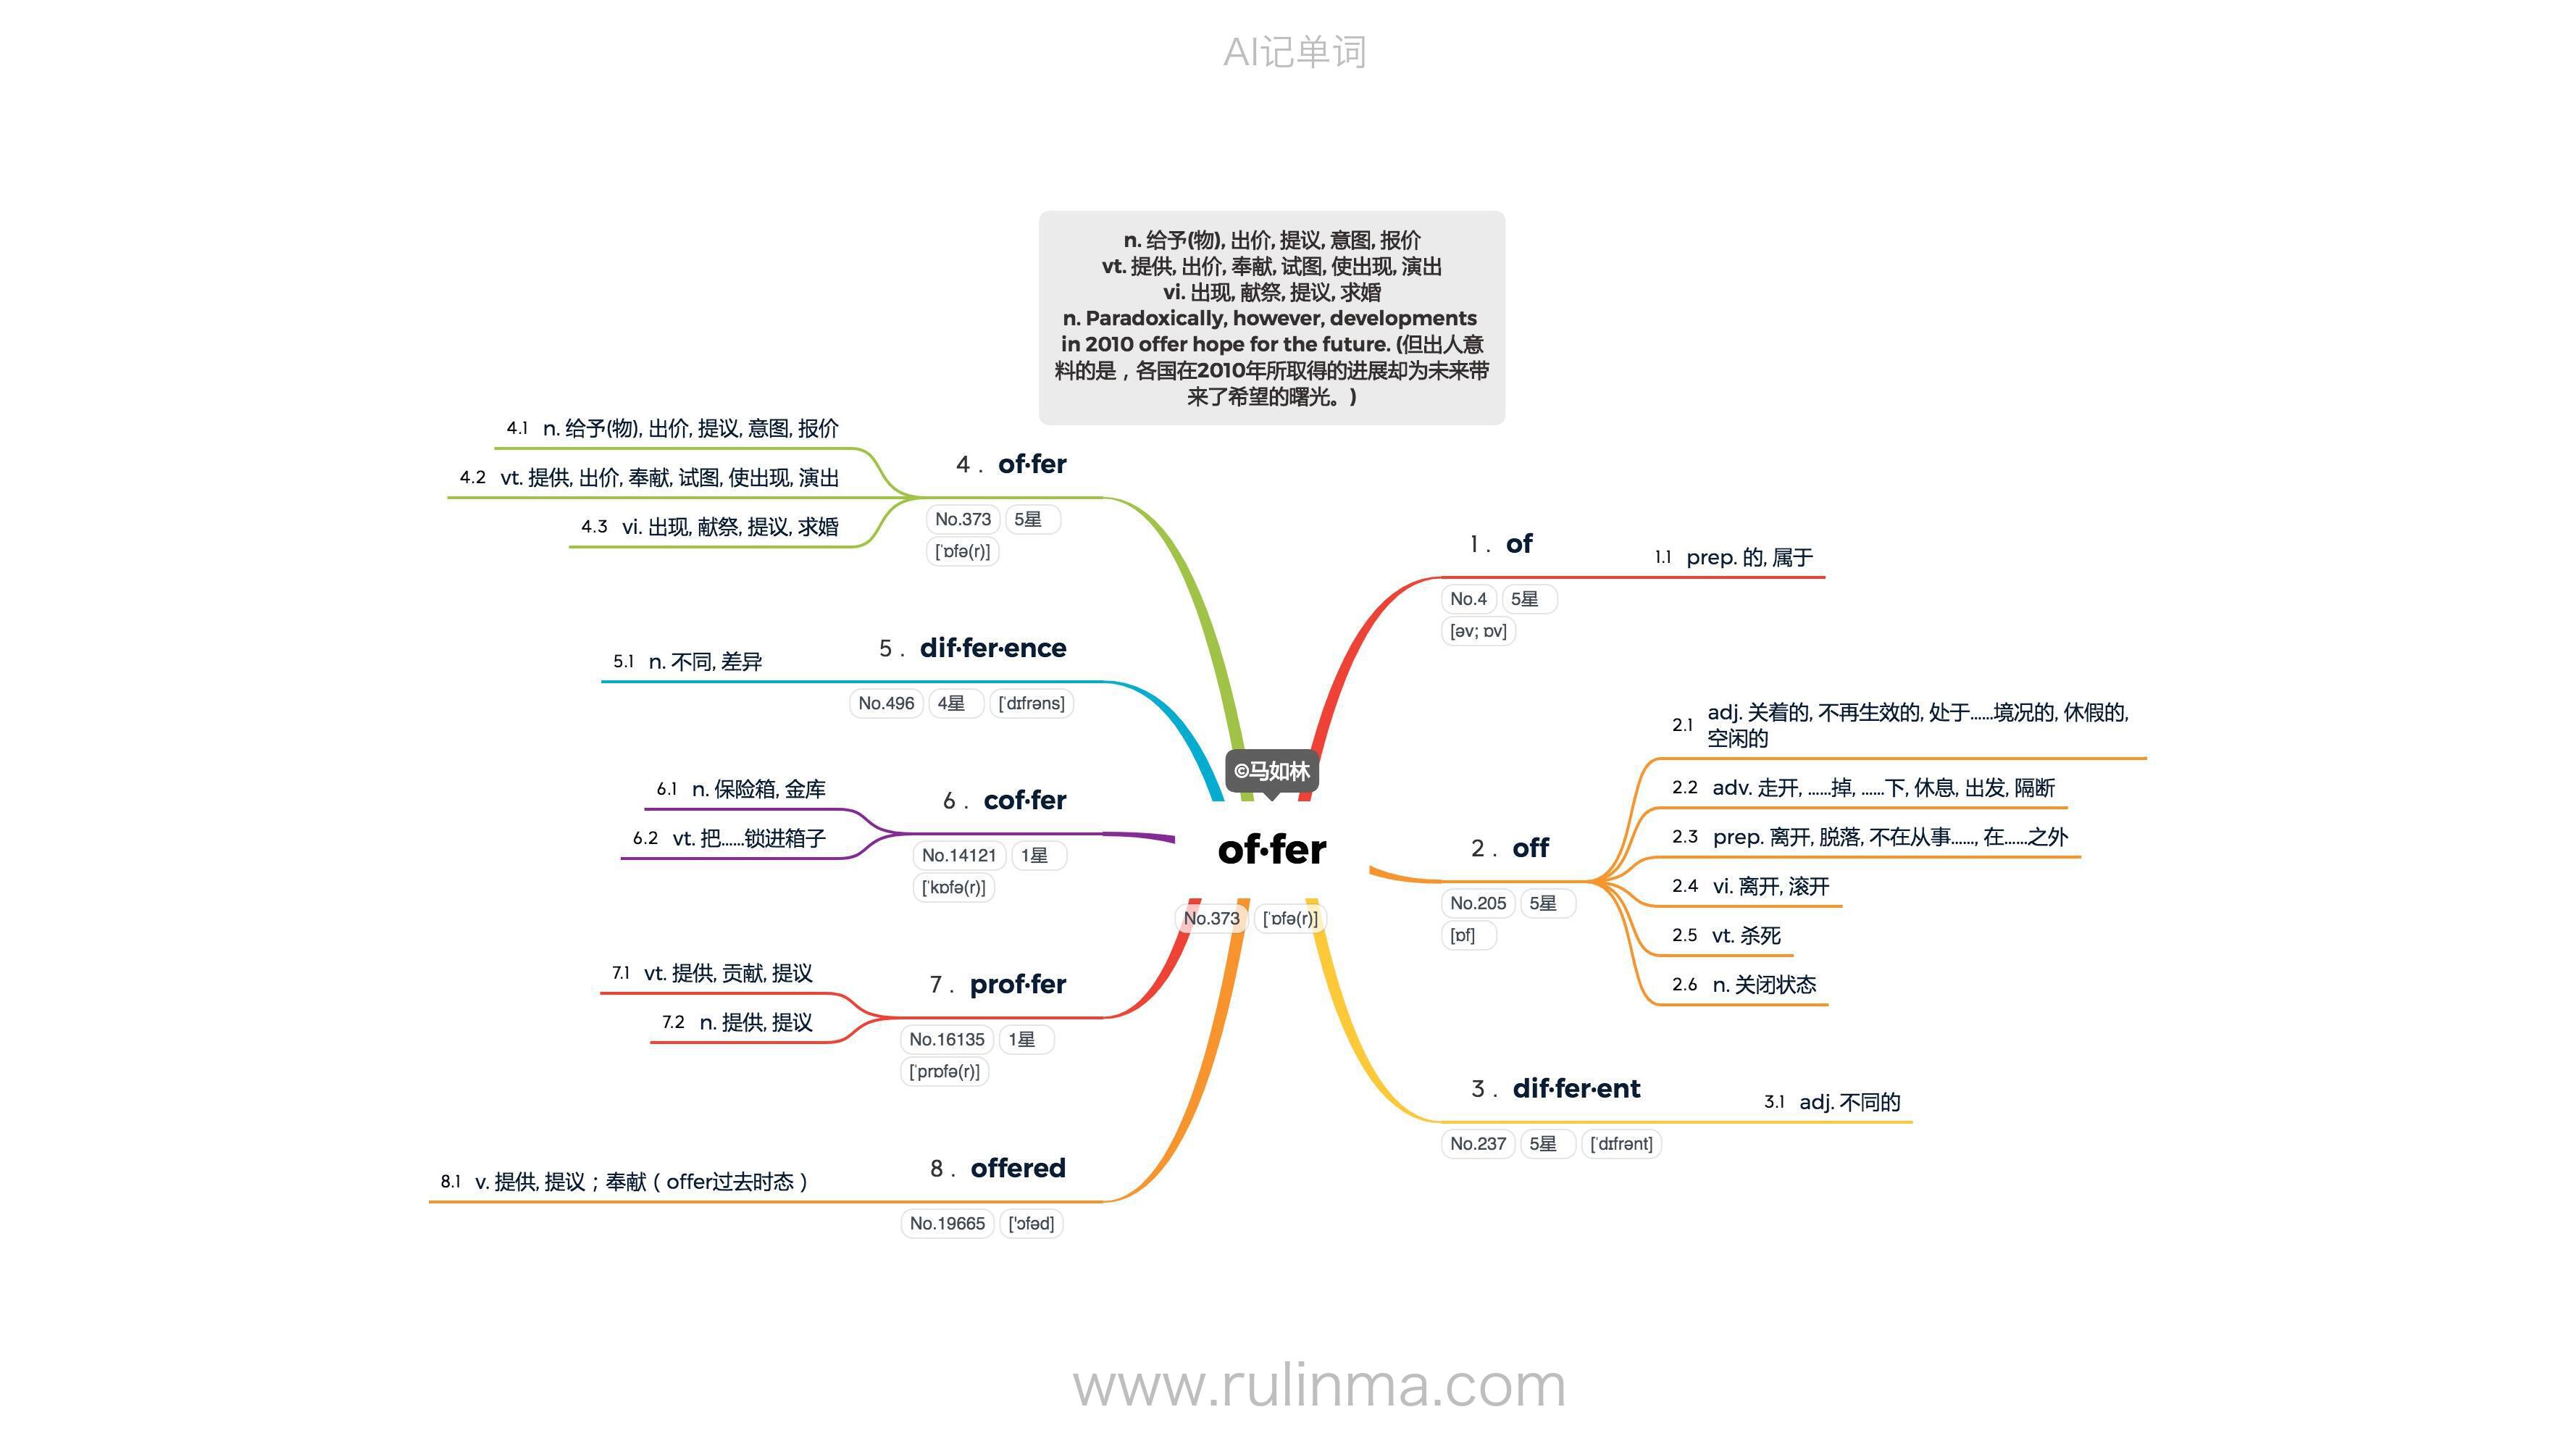 AI记单词
n. 给予(物), 出价, 提议, 意图, 报价
vt. 提供, 出价, 奉献, 试图, 使出现, 演出
vi. 出现, 献祭, 提议, 求婚
n. Paradoxically, however, developments
in 2010 offer hope for the future. (但出人意
料的是，各国在2010年所取得的进展却为未来带
来了希望的曙光。)
©马如林
of·fer
No.373 ['ɒfə(r)]
1. of
No.4 5星
[əv; ɒv]
1.1 prep. 的, 属于
2. off
No.205 5星
[ɒf]
2.1 adj. 关着的, 不再生效的, 处于……境况的, 休假的,
空闲的
2.2 adv. 走开, ……掉, ……下, 休息, 出发, 隔断
2.3 prep. 离开, 脱落, 不在从事……, 在……之外
2.4 vi. 离开, 滚开
2.5 vt. 杀死
2.6 n. 关闭状态
3. dif·fer·ent
No.237 5星 ['dɪfrənt]
3.1 adj. 不同的
4. of·fer
No.373 5星
['ɒfə(r)]
4.1 n. 给予(物), 出价, 提议, 意图, 报价
4.2 vt. 提供, 出价, 奉献, 试图, 使出现, 演出
4.3 vi. 出现, 献祭, 提议, 求婚
5. dif·fer·ence
No.496 4星 ['dɪfrəns]
5.1 n. 不同, 差异
6. cof·fer
No.14121 1星
['kɒfə(r)]
6.1 n. 保险箱, 金库
6.2 vt. 把……锁进箱子
7. prof·fer
No.16135 1星
['prɒfə(r)]
7.1 vt. 提供, 贡献, 提议
7.2 n. 提供, 提议
8. offered
No.19665 ['ɔfəd]
8.1 v. 提供, 提议；奉献（offer过去时态）
www.rulinma.com